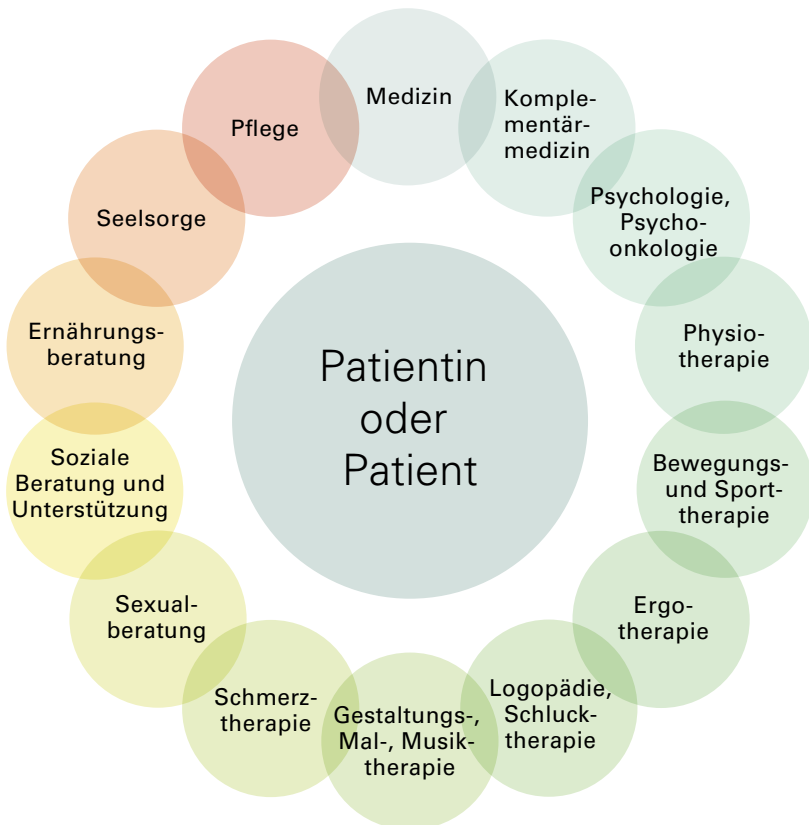 Medizin
Komple-
mentär-
medizin
Psychologie,
Psycho-
onkologie
Physio-
therapie
Bewegungs-
und Sport-
therapie
Ergo-
therapie
Logopädie,
Schluck-
therapie
Gestaltungs-,
Mal-, Musik-
therapie
Schmerz-
therapie
Sexual-
beratung
Soziale
Beratung und
Unterstützung
Ernährungs-
beratung
Seelsorge
Pflege
Patientin
oder
Patient